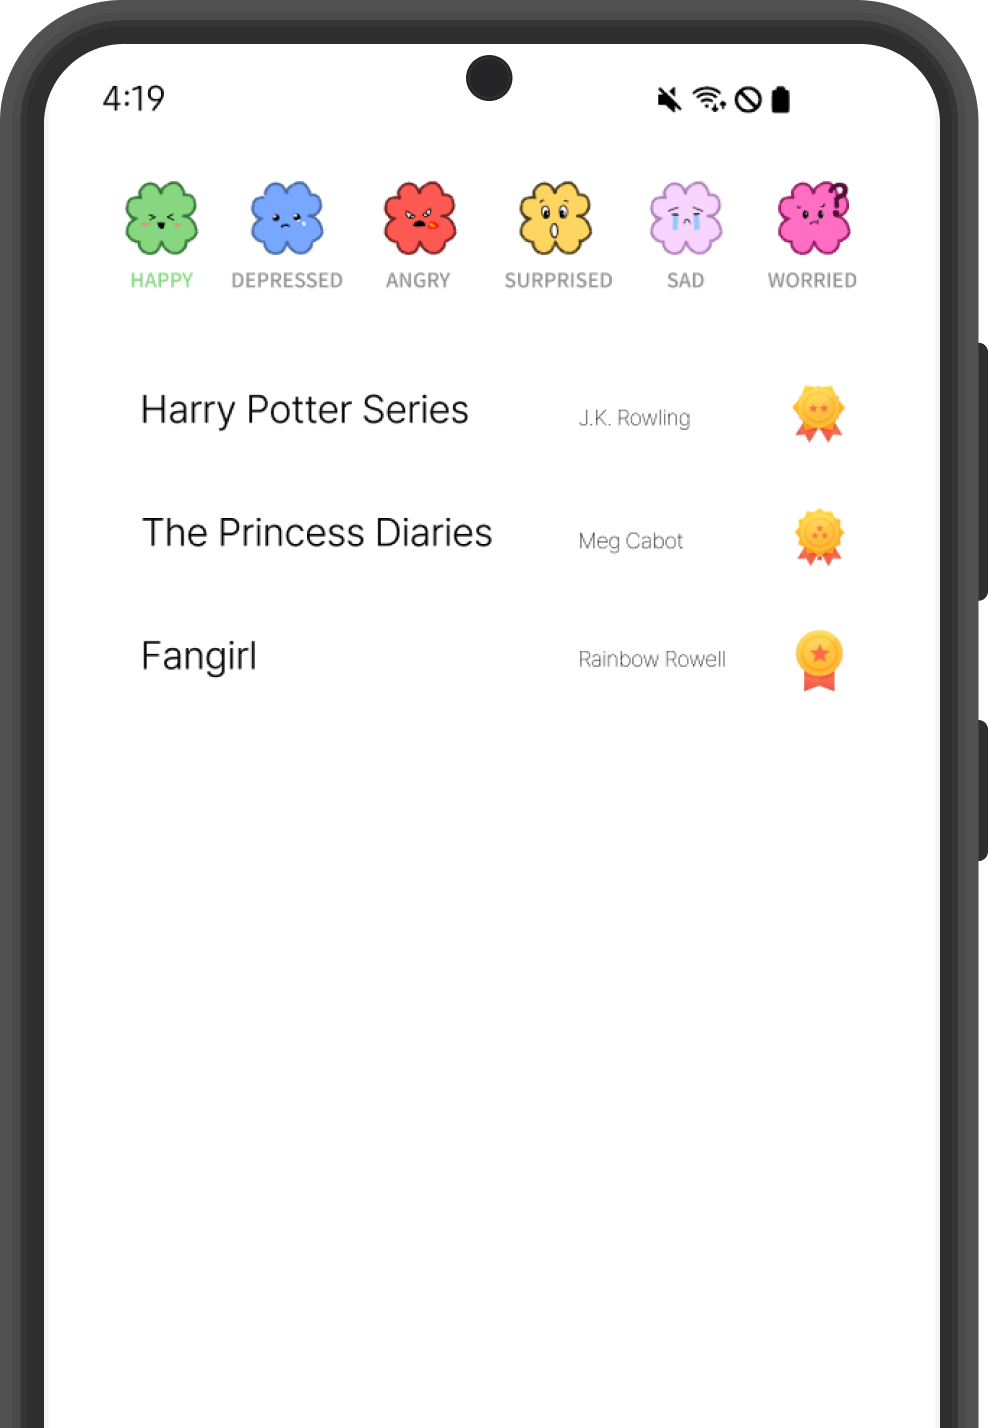 4:19
HAPPY DEPRESSED ANGRY SURPRISED SAD WORRIED
Harry Potter Series J.K. Rowling
The Princess Diaries Meg Cabot
Fangirl Rainbow Rowell